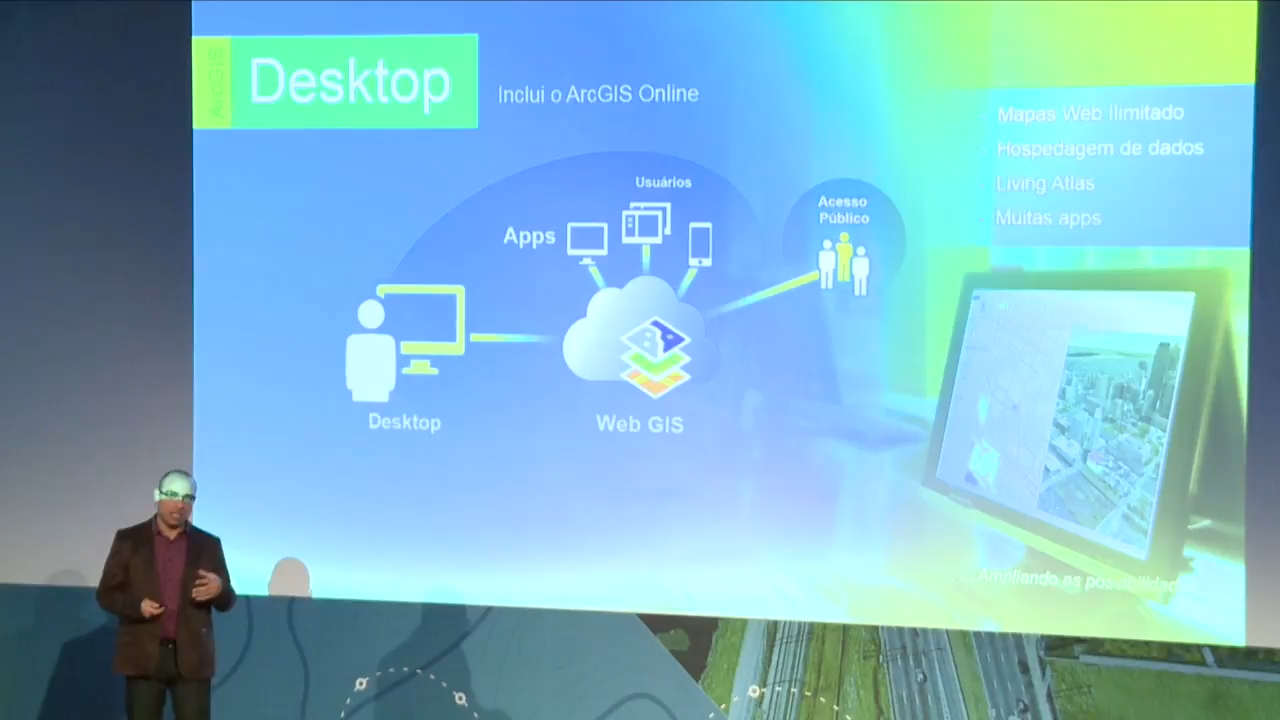 ArcGIS
Desktop
Inclui o ArcGIS Online
Mapas Web Ilimitado
Hospedagem de dados
Living Atlas
Muitas apps
Usuários
Apps
Acesso
Público
Desktop
Web GIS
Ampliando as